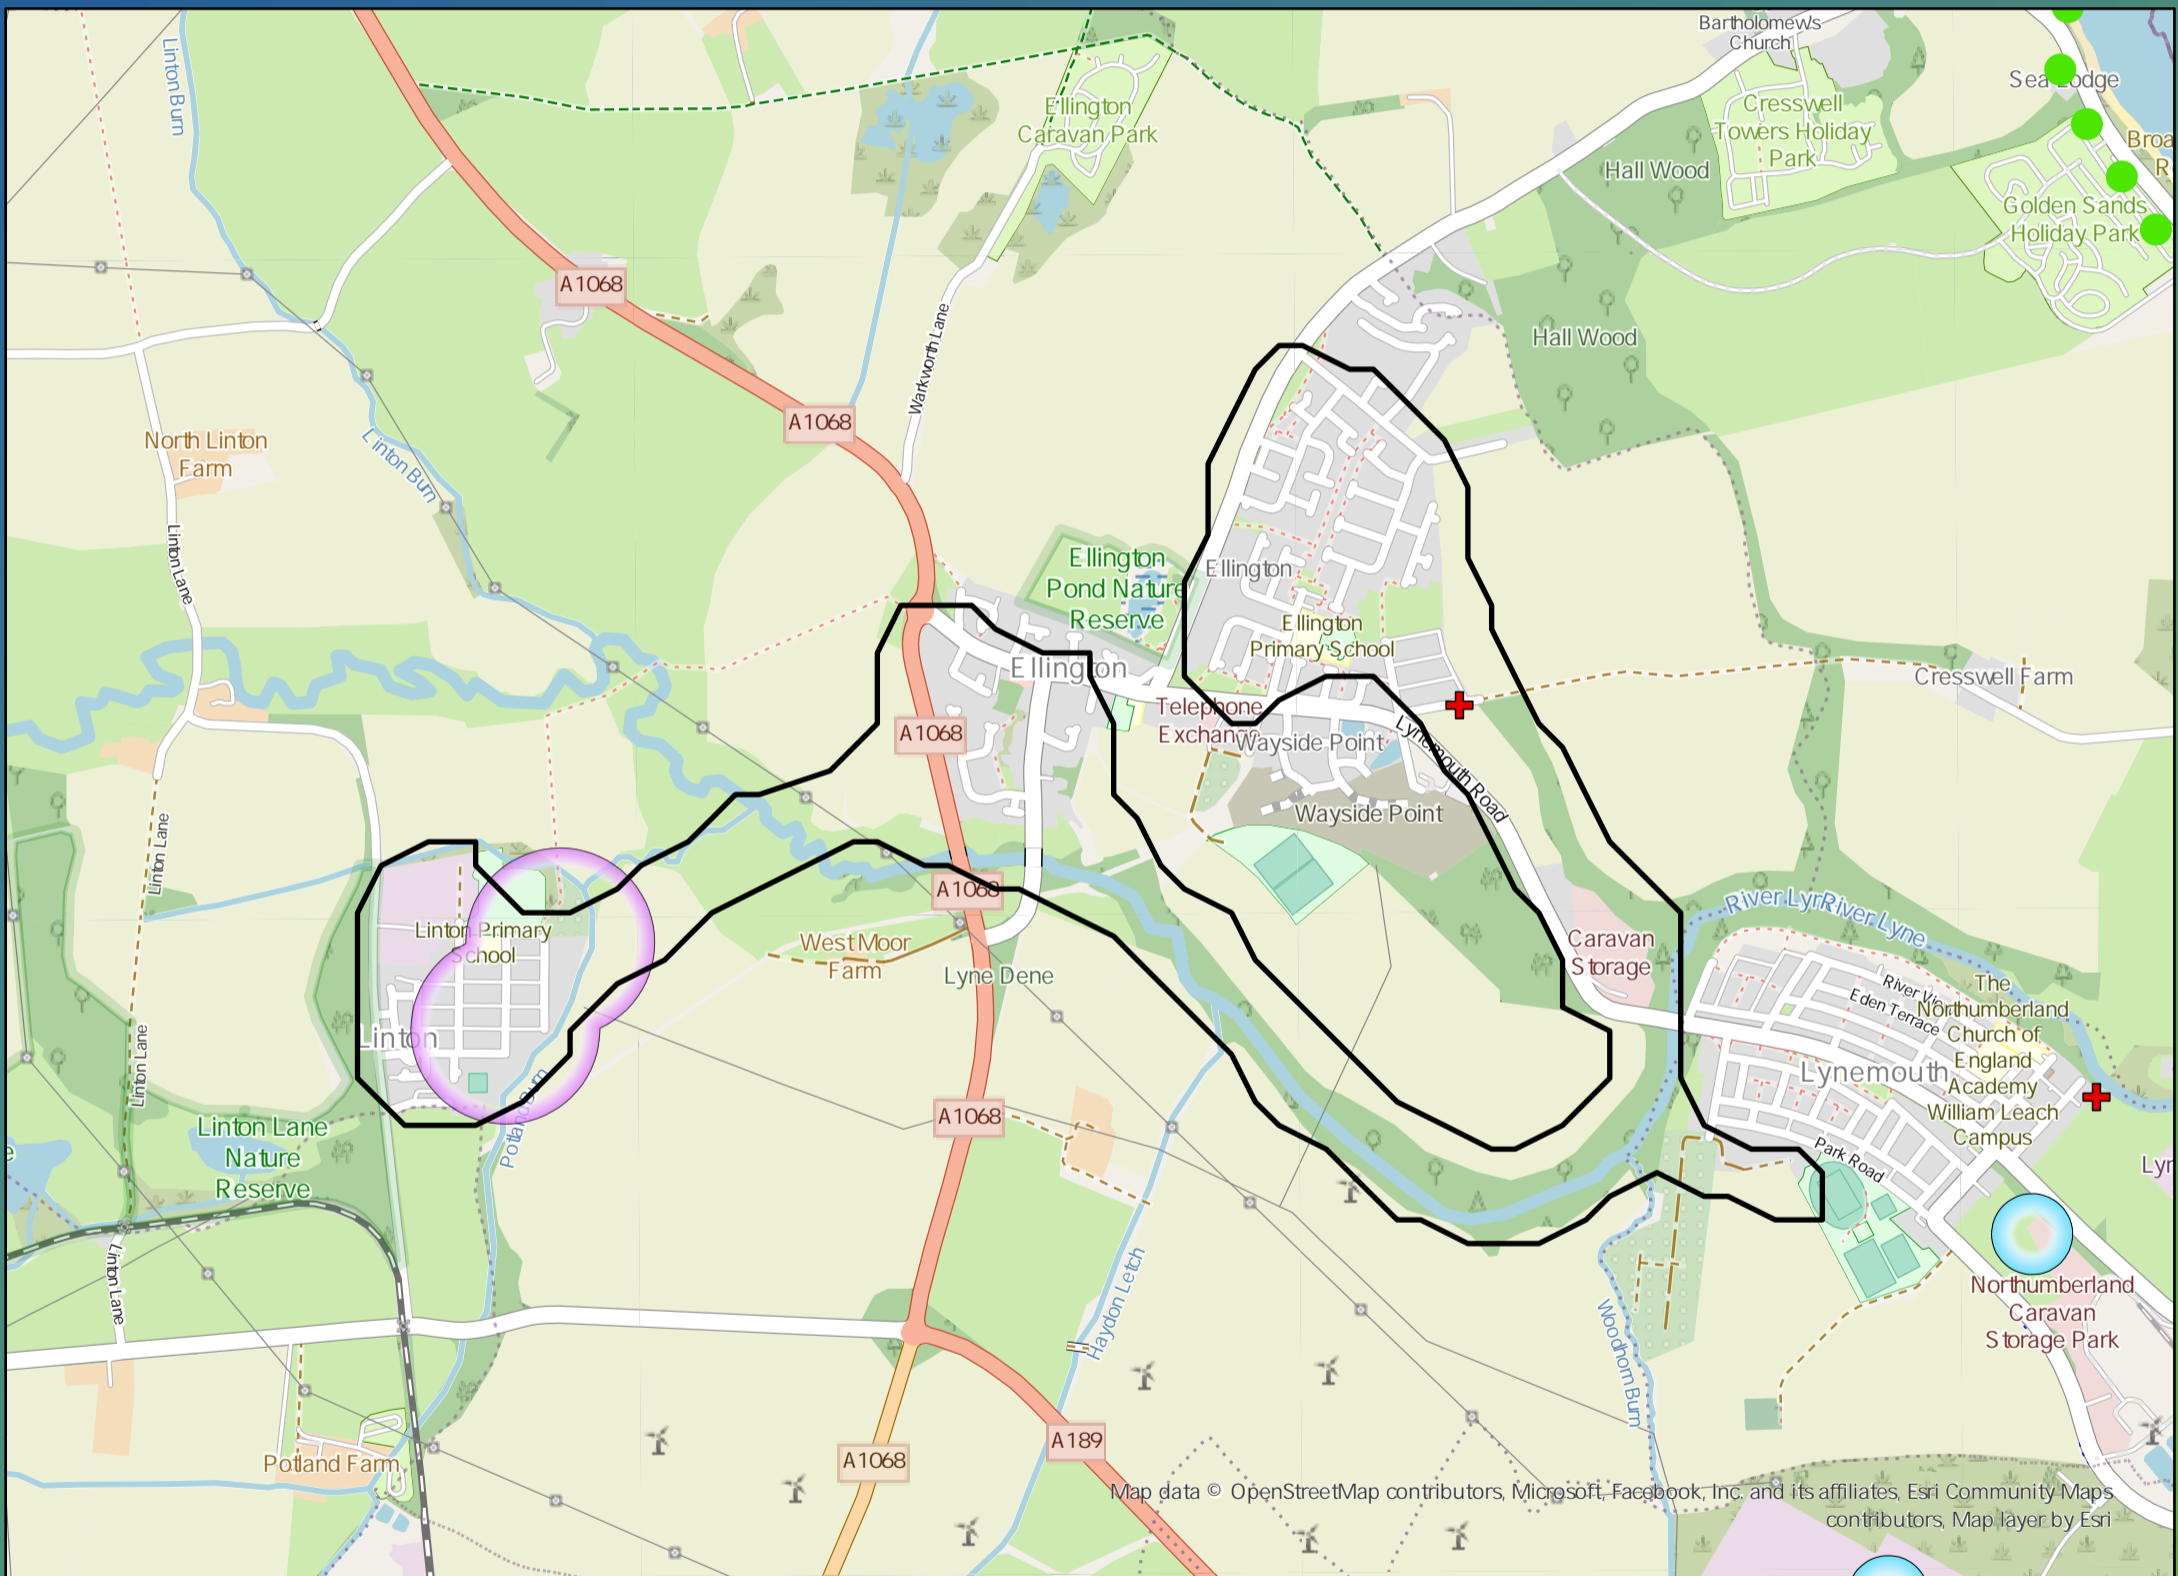 Bartholomew's
Church
Sea Lodge
Linton Burn
Ellington
Caravan Park
Cresswell
Towers Holiday
Park
Hall Wood
Golden Sands
Holiday Park
A1068
Hall Wood
Warkworth Lane
A1068
North Linton
Farm
Linton Burn
Linton Lane
Ellington
Pond Nature
Reserve
Ellington
Ellington
Primary School
Ellington
Cresswell Farm
Telephone
Exchange
A1068
Wayside Point
Lynemouth Road
Wayside Point
Linton Lane
A1068
River Lyne
Linton Primary
School
West Moor
Farm
Lyne Dene
Caravan
Storage
Eden Terrace
The
Northumberland
Church of
England
Academy
William Leach
Campus
Linton
Linton Lane
Lynemouth
Potland Burn
A1068
Linton Lane
Nature
Reserve
Park Road
Linton Lane
Haydon Letch
Woodhorn Burn
Northumberland
Caravan
Storage Park
Potland Farm
A1068
A189
Map data © OpenStreetMap contributors, Microsoft, Facebook, Inc. and its affiliates, Esri Community Maps
contributors, Map layer by Esri